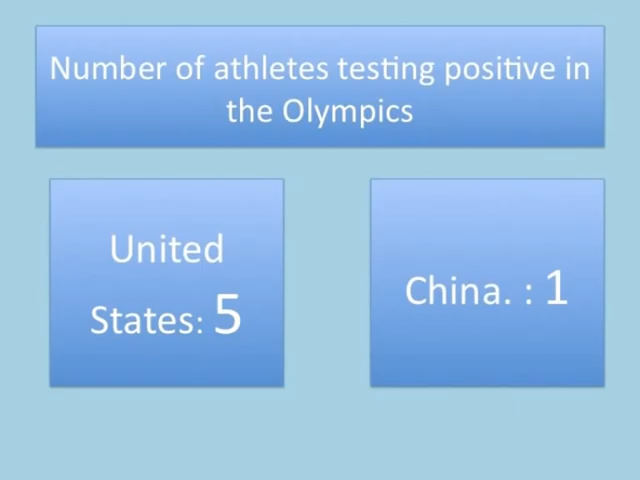 Number of athletes testing positive in
the Olympics
United
States: 5
China. : 1